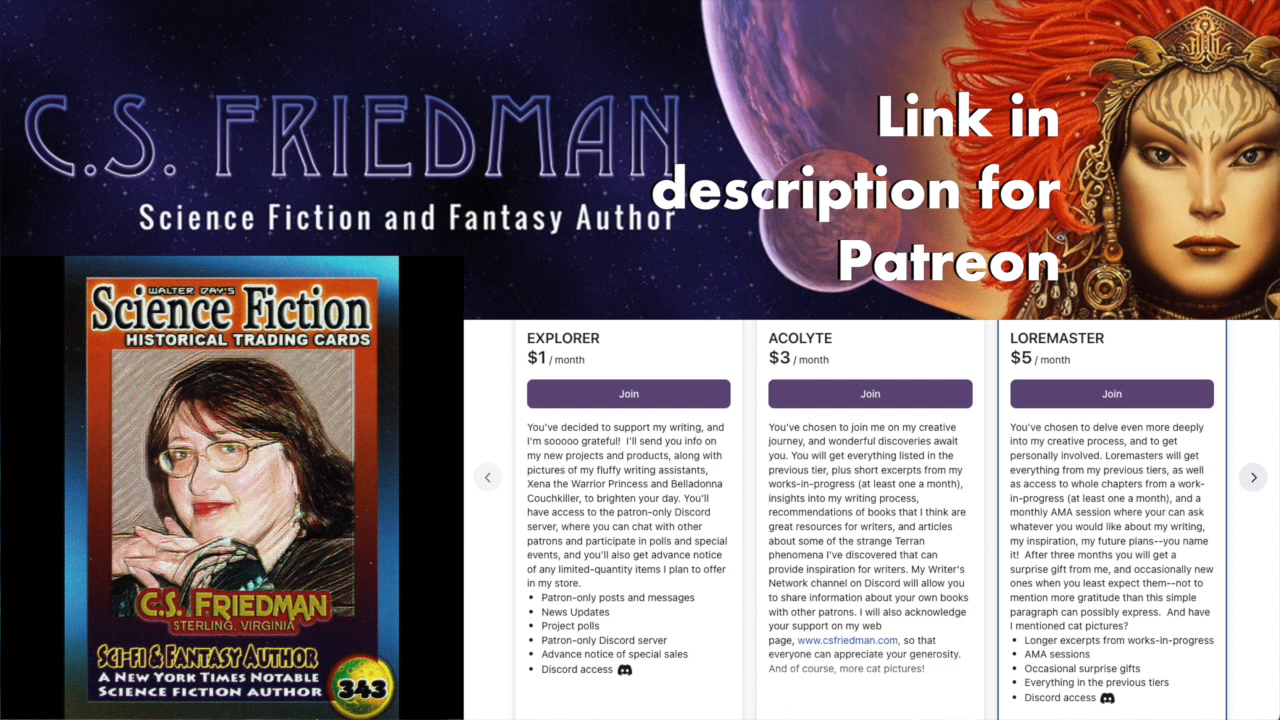 C.S. FRIEDMAN
Science Fiction and Fantasy Author
Link in
description for
Patreon
WALTER DAY'S
Science Fiction
HISTORICAL TRADING CARDS
C.S. FRIEDMAN
STERLING, VIRGINIA
SCI-FI & FANTASY AUTHOR
A NEW YORK TIMES NOTABLE
SCIENCE FICTION AUTHOR
343
EXPLORER
$1 / month
Join
You've decided to support my writing, and
I'm sooooo grateful! I'll send you info on
my new projects and products, along with
pictures of my fluffy writing assistants,
Xena the Warrior Princess and Belladonna
Couchkiller, to brighten your day. You'll
have access to the patron-only Discord
server, where you can chat with other
patrons and participate in polls and special
events, and you'll also get advance notice
of any limited-quantity items I plan to offer
in my store.
• Patron-only posts and messages
• News Updates
• Project polls
• Patron-only Discord server
• Advance notice of special sales
• Discord access
ACOLYTE
$3 / month
Join
You've chosen to join me on my creative
journey, and wonderful discoveries await
you. You will get everything listed in the
previous tier, plus short excerpts from my
works-in-progress (at least one a month),
insights into my writing process,
recommendations of books that I think are
great resources for writers, and articles
about some of the strange Terran
phenomena I've discovered that can
provide inspiration for writers. My Writer's
Network channel on Discord will allow you
to share information about your own books
with other patrons. I will also acknowledge
your support on my web
page, www.csfriedman.com, so that
everyone can appreciate your generosity.
And of course, more cat pictures!
LOREMASTER
$5 / month
Join
You've chosen to delve even more deeply
into my creative process, and to get
personally involved. Loremasters will get
everything from my previous tiers, as well
as access to whole chapters from a work-
in-progress (at least one a month), and a
monthly AMA session where your can ask
whatever you would like about my writing,
my inspiration, my future plans--you name
it! After three months you will get a
surprise gift from me, and occasionally new
ones when you least expect them--not to
mention more gratitude than this simple
paragraph can possibly express. And have
I mentioned cat pictures?
• Longer excerpts from works-in-progress
• AMA sessions
• Occasional surprise gifts
• Everything in the previous tiers
• Discord access